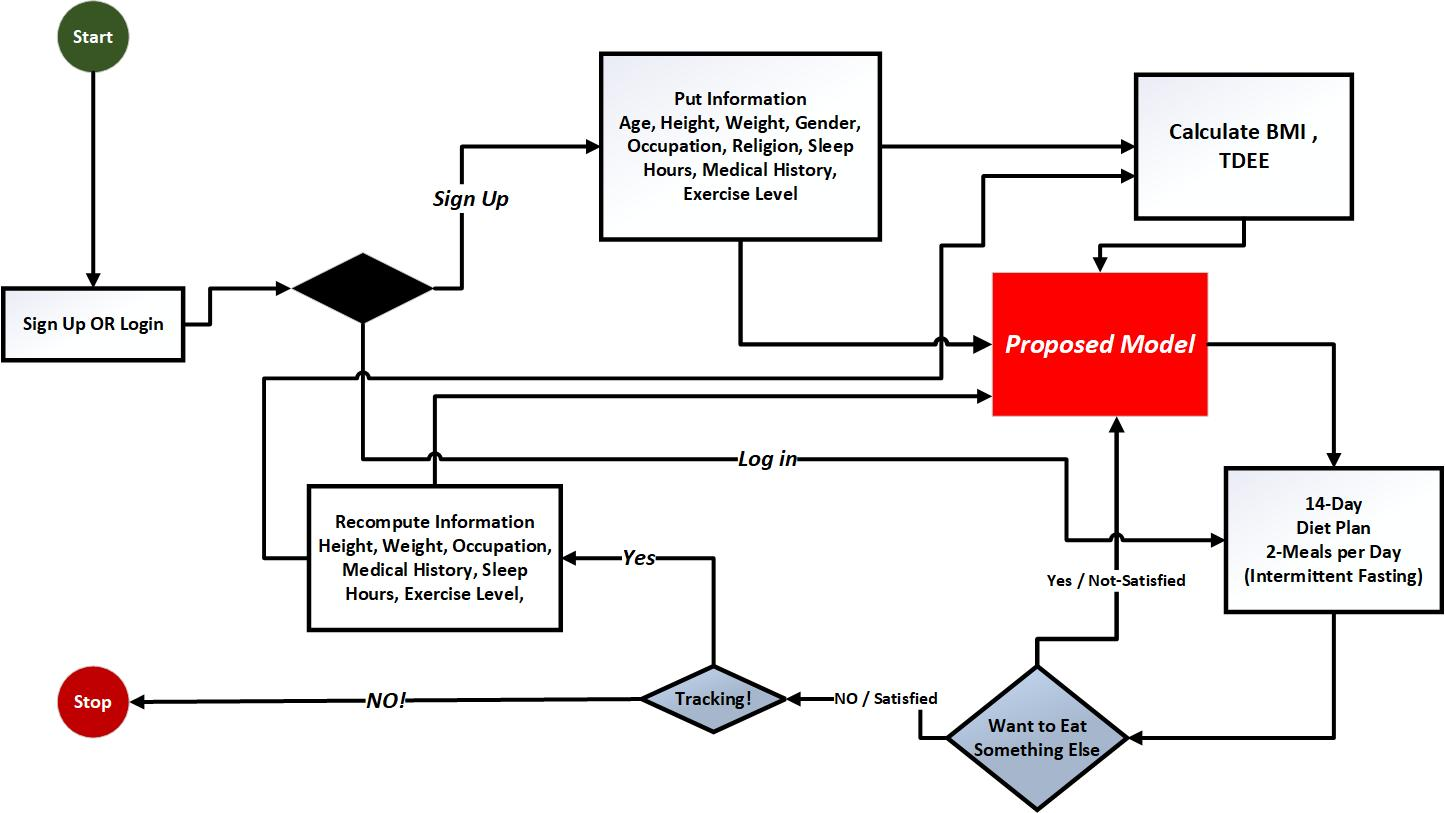 Start
Put Information
Age, Height, Weight, Gender,
Occupation, Religion, Sleep
Hours, Medical History,
Exercise Level
Calculate BMI ,
TDEE
Sign Up
Sign Up OR Login
Proposed Model
Log in
14-Day
Diet Plan
2-Meals per Day
(Intermittent Fasting)
Recompute Information
Height, Weight, Occupation,
Medical History, Sleep
Hours, Exercise Level,
Yes
Yes / Not-Satisfied
Stop
NO!
Tracking!
NO / Satisfied
Want to Eat
Something Else